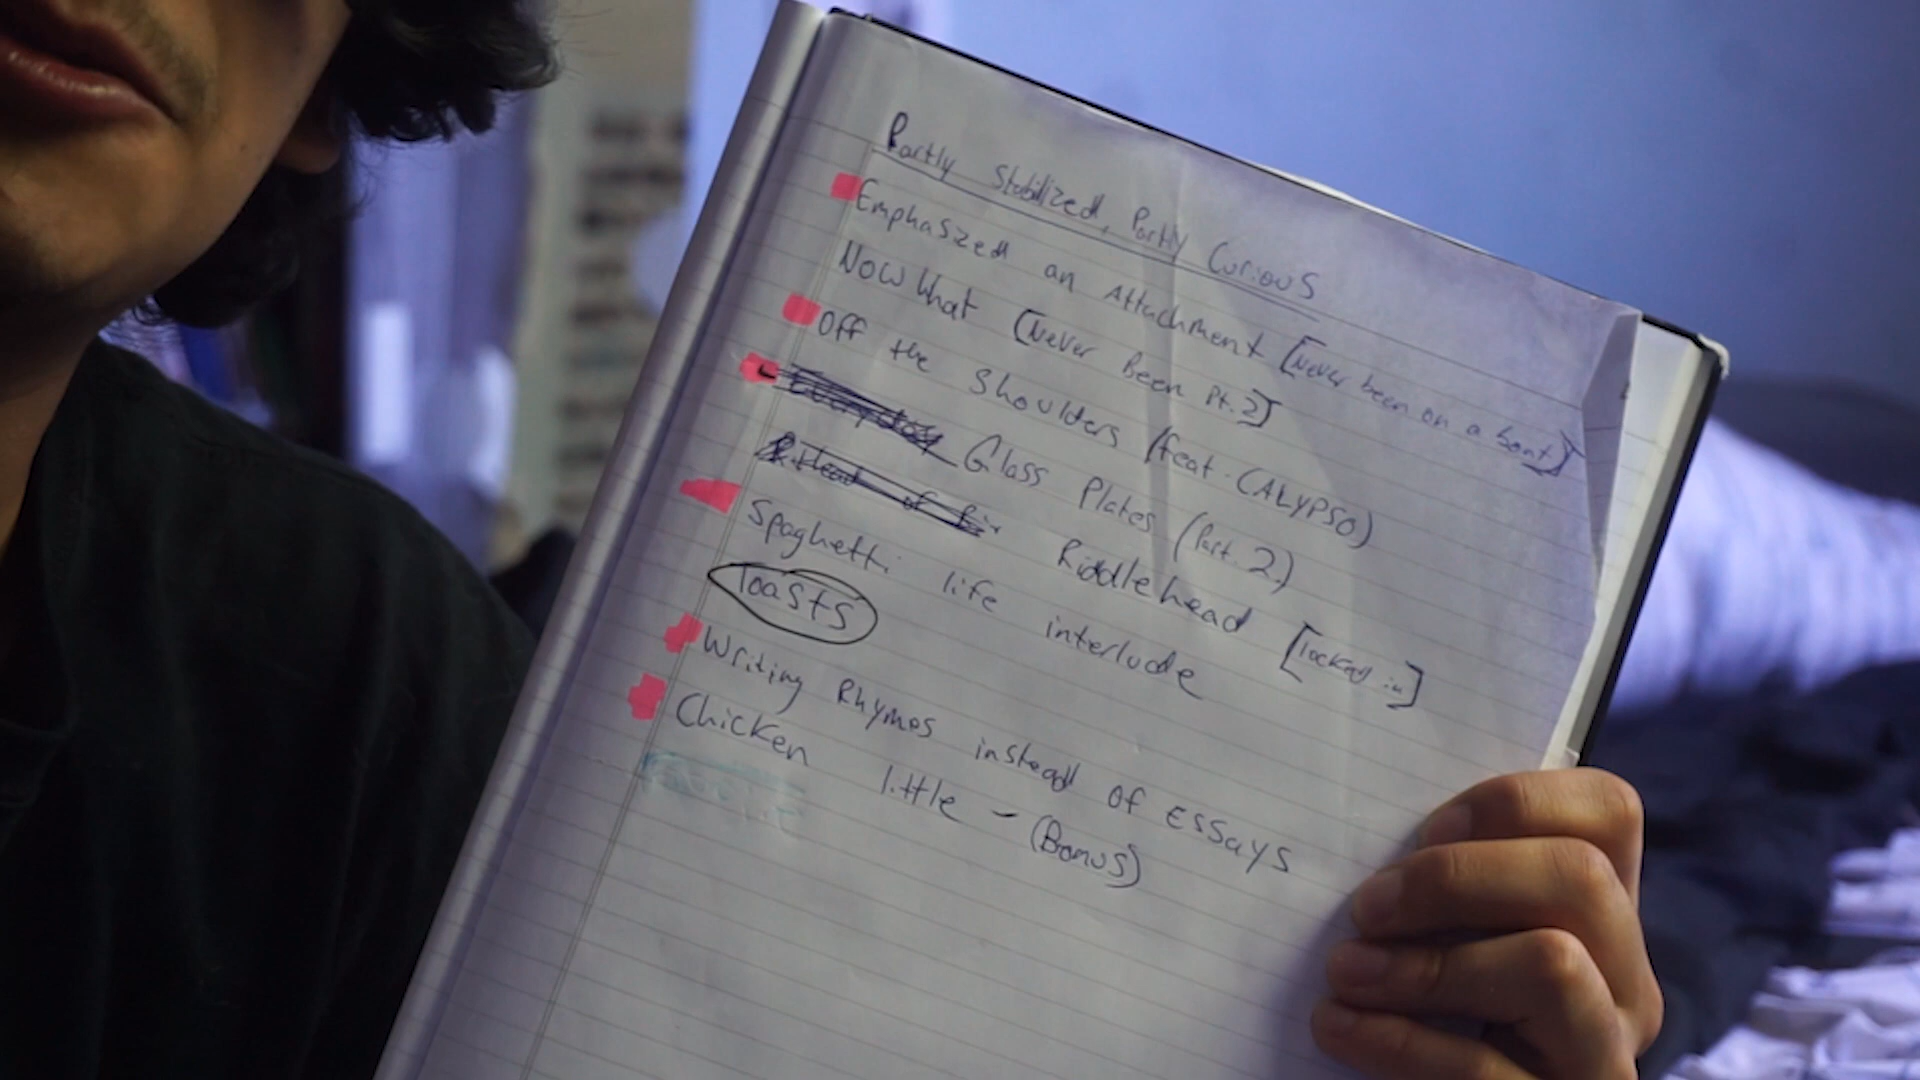 Partly Stabilized, Partly Curious
Emphasized an Attachment [Never been on a boat]
Now What [Never Been Pt. 2]
Off the Shoulders (feat. CALYPSO)
Glass Plates (Part. 2)
Riddlehead [locked in]
Spaghetti life interlude
Toasts
Writing Rhymes instead of Essays
Chicken little - (Bonus)